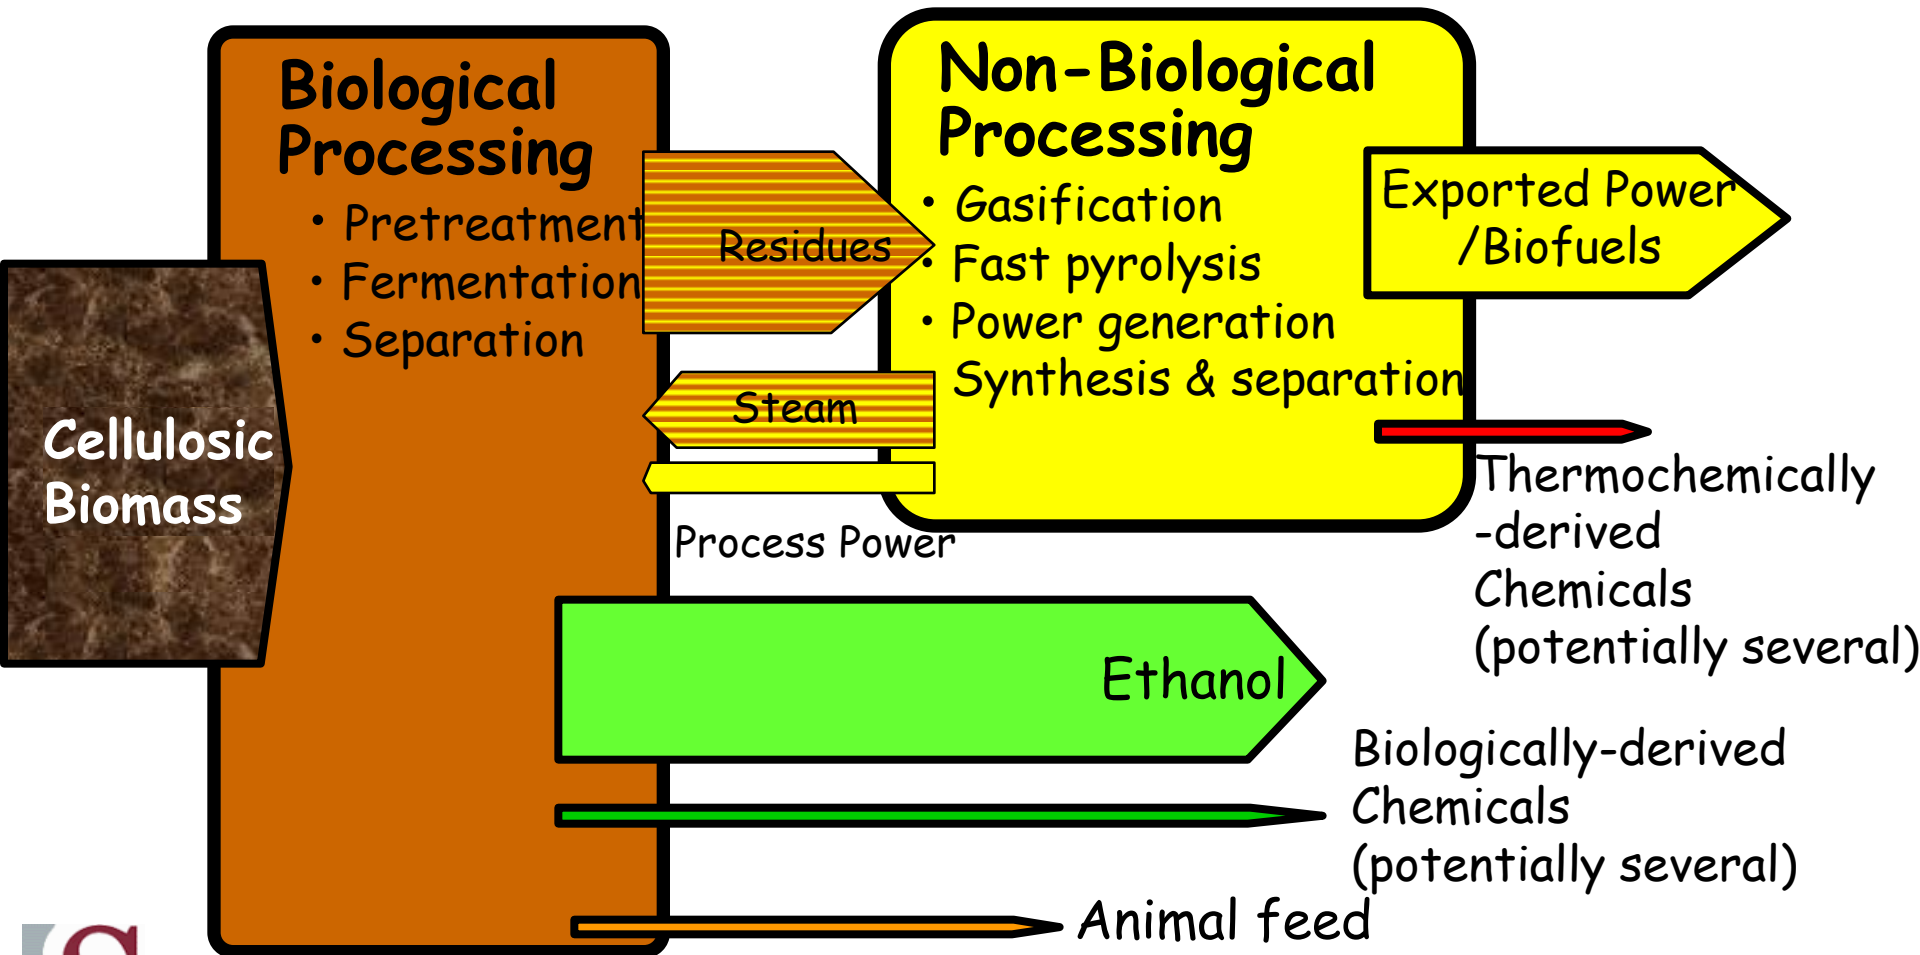 Biological
Processing
• Pretreatment
• Fermentation
• Separation
Cellulosic
Biomass
Residues
Steam
Process Power
Non-Biological
Processing
• Gasification
• Fast pyrolysis
• Power generation
Synthesis & separation
Exported Power
/Biofuels
Thermochemically
-derived
Chemicals
(potentially several)
Ethanol
Biologically-derived
Chemicals
(potentially several)
Animal feed